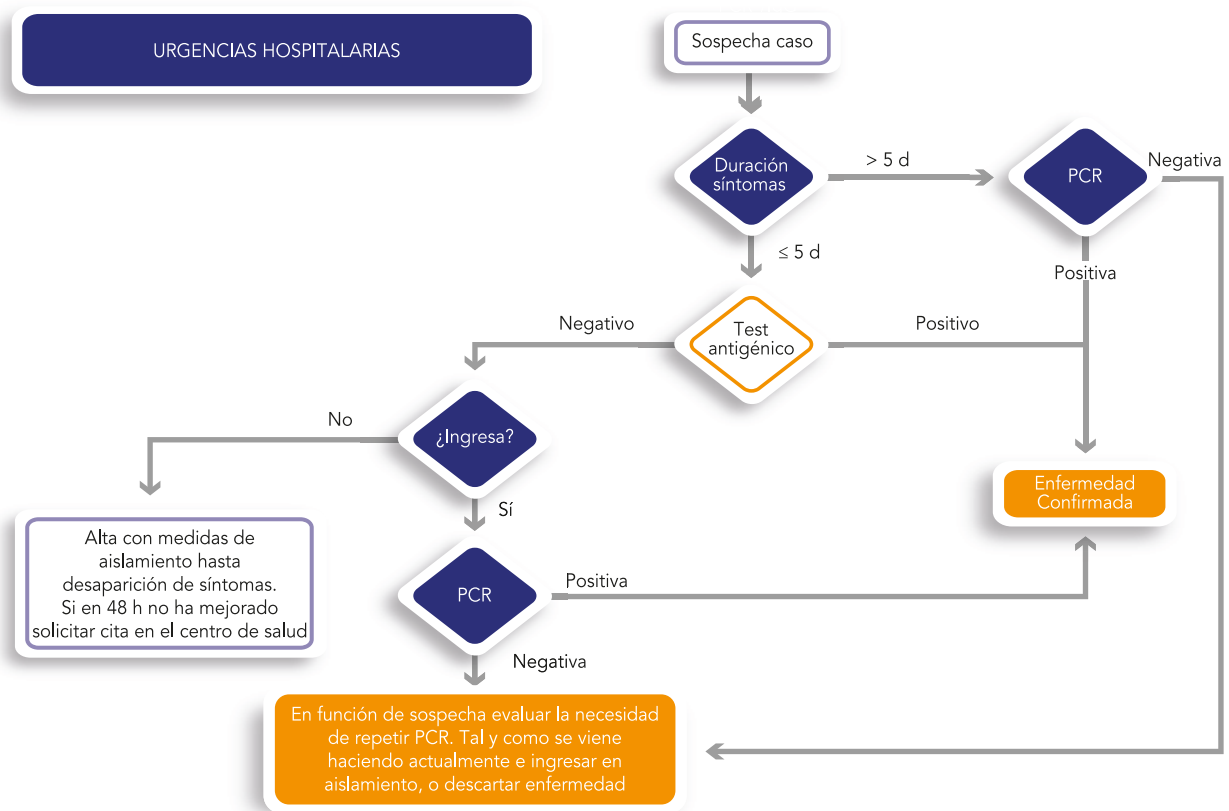 URGENCIAS HOSPITALARIAS
Sospecha caso
Duración
síntomas
> 5 d
PCR
Negativa
≤ 5 d
Positiva
Negativo
Test
antigénico
Positivo
No
¿Ingresa?
Sí
Enfermedad
Confirmada
Alta con medidas de
aislamiento hasta
desaparición de síntomas.
Si en 48 h no ha mejorado
solicitar cita en el centro de salud
PCR
Positiva
Negativa
En función de sospecha evaluar la necesidad
de repetir PCR. Tal y como se viene
haciendo actualmente e ingresar en
aislamiento, o descartar enfermedad